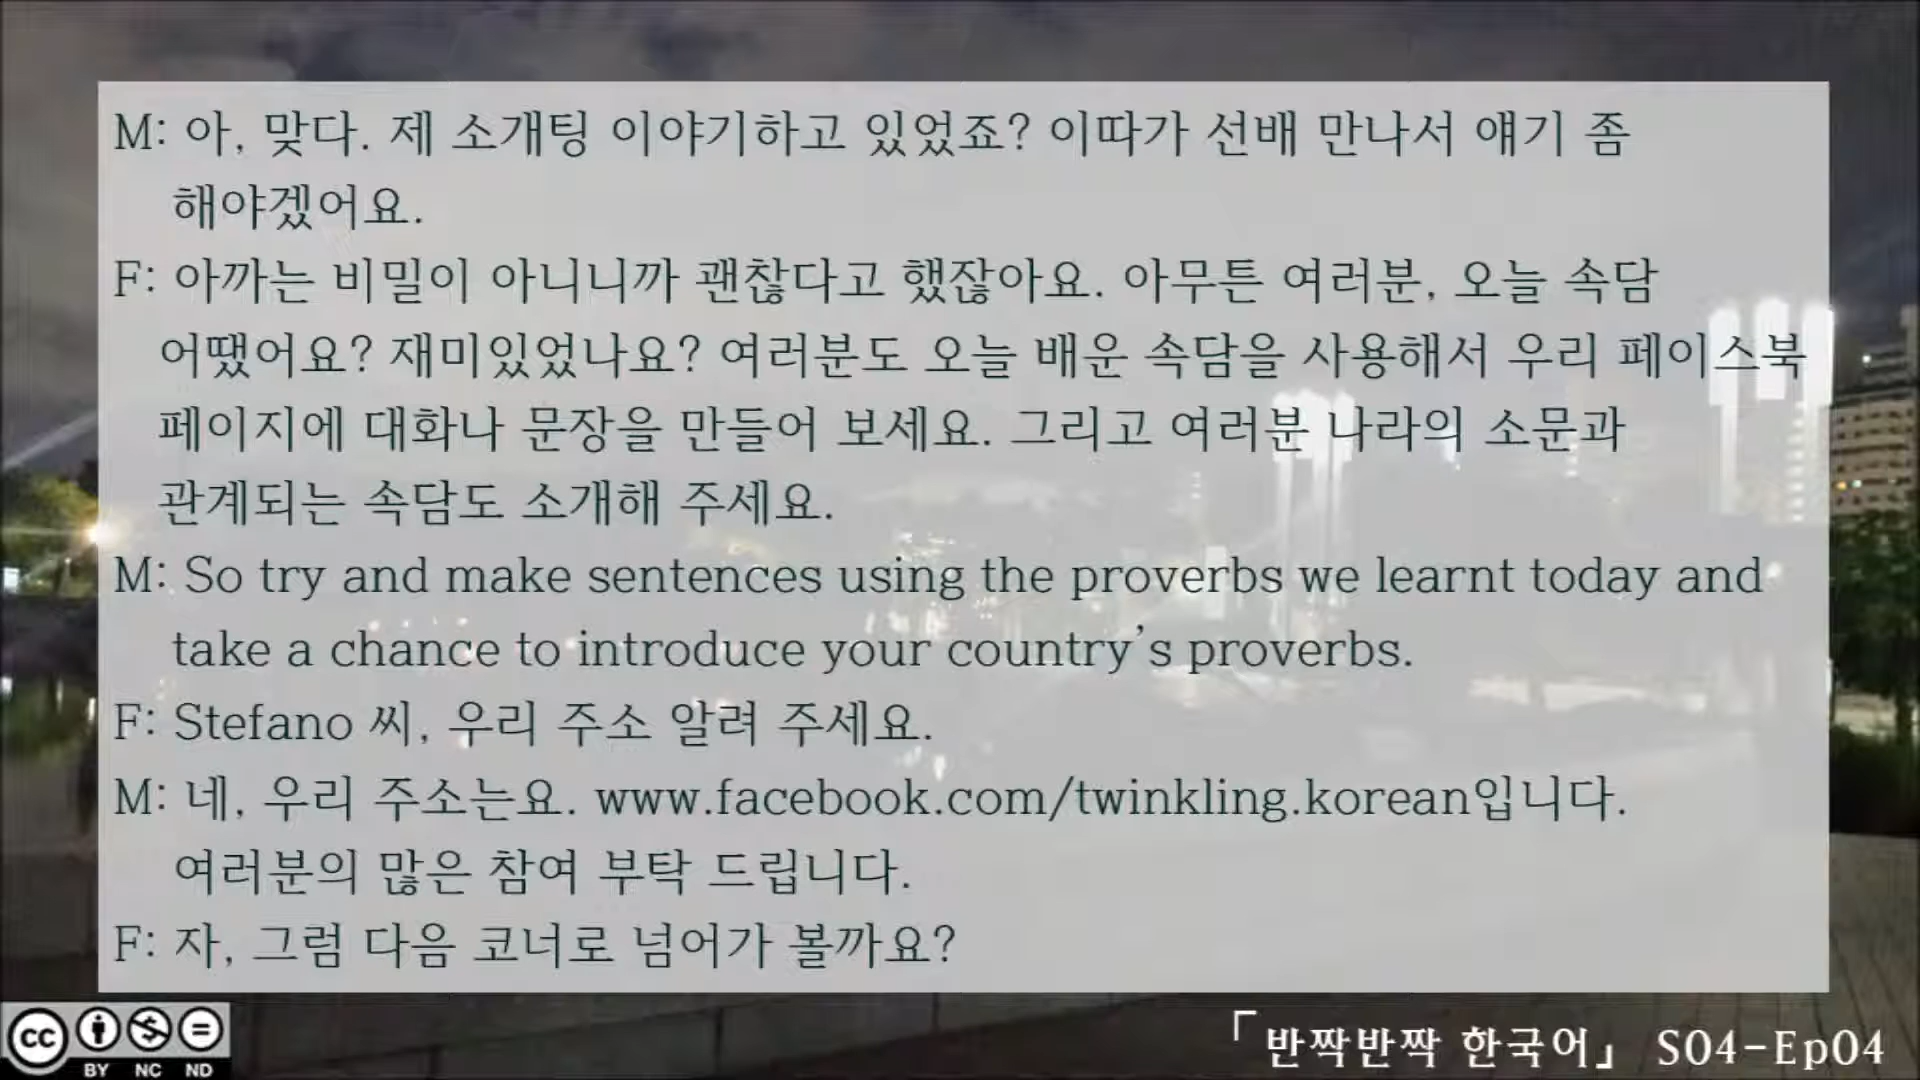 M: 아, 맞다. 제 소개팅 이야기하고 있었죠? 이따가 선배 만나서 얘기 좀
해야겠어요.
F: 아까는 비밀이 아니니까 괜찮다고 했잖아요. 아무튼 여러분, 오늘 속담
어땠어요? 재미있었나요? 여러분도 오늘 배운 속담을 사용해서 우리 페이스북
페이지에 대화나 문장을 만들어 보세요. 그리고 여러분 나라의 소문과
관계되는 속담도 소개해 주세요.
M: So try and make sentences using the proverbs we learnt today and
take a chance to introduce your country's proverbs.
F: Stefano 씨, 우리 주소 알려 주세요.
M: 네, 우리 주소는요. www.facebook.com/twinkling.korean입니다.
여러분의 많은 참여 부탁 드립니다.
F: 자, 그럼 다음 코너로 넘어가 볼까요?
cc
BY NC ND
「반짝반짝 한국어」 S04-Ep04